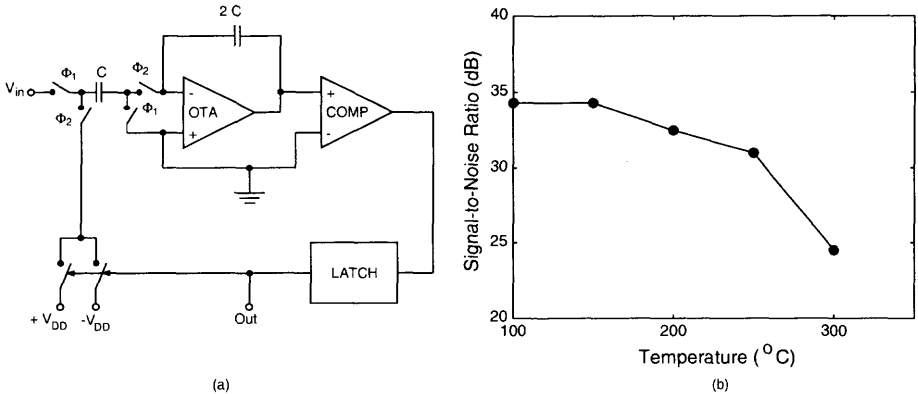 2 C
V_in
Φ₁
C
Φ₂
Φ₂
Φ₁
-
OTA
+
+
COMP
-
LATCH
+ V_DD
-V_DD
Out
(a)
Signal-to-Noise Ratio (dB)
40
35
30
25
20
100
200
300
Temperature (°C)
(b)